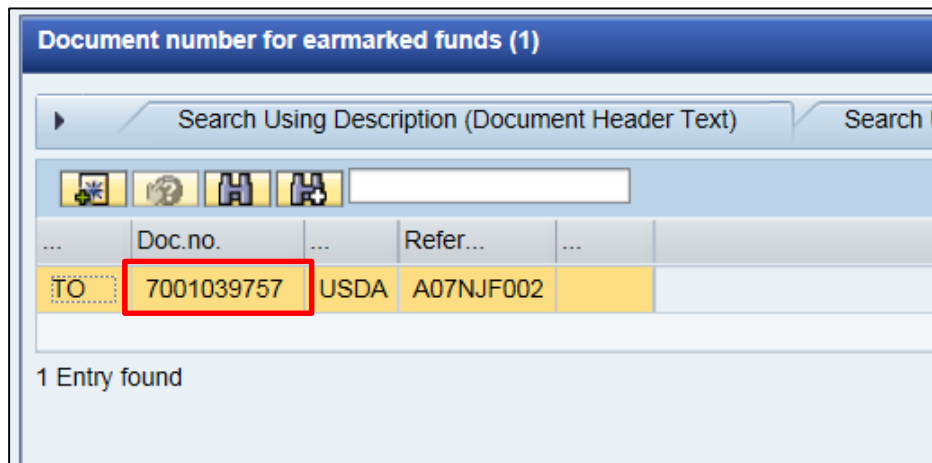 Document number for earmarked funds (1)
Search Using Description (Document Header Text) Search
... Doc.no. ... Refer... ...
TO 7001039757 USDA A07NJF002
1 Entry found